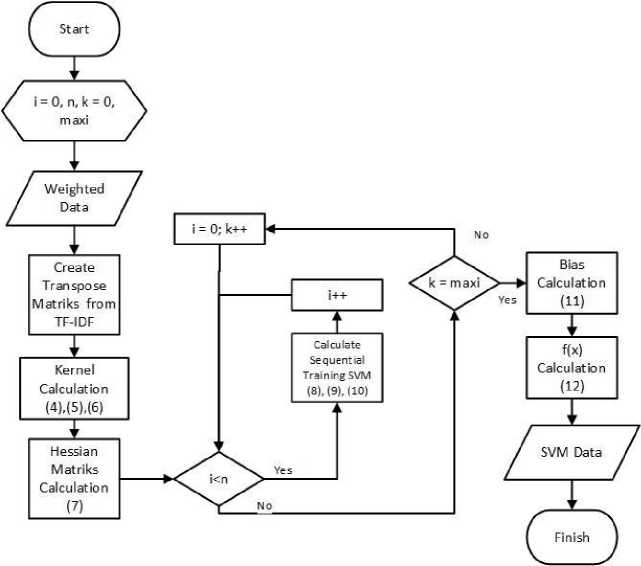 Start
i = 0, n, k = 0,
maxi
Weighted
Data
Create
Transpose
Matriks from
TF-IDF
Kernel
Calculation
(4),(5),(6)
Hessian
Matriks
Calculation
(7)
i<n
Yes
No
Calculate
Sequential
Training SVM
(8), (9), (10)
i++
i = 0; k++
k = maxi
No
Yes
Bias
Calculation
(11)
f(x)
Calculation
(12)
SVM Data
Finish